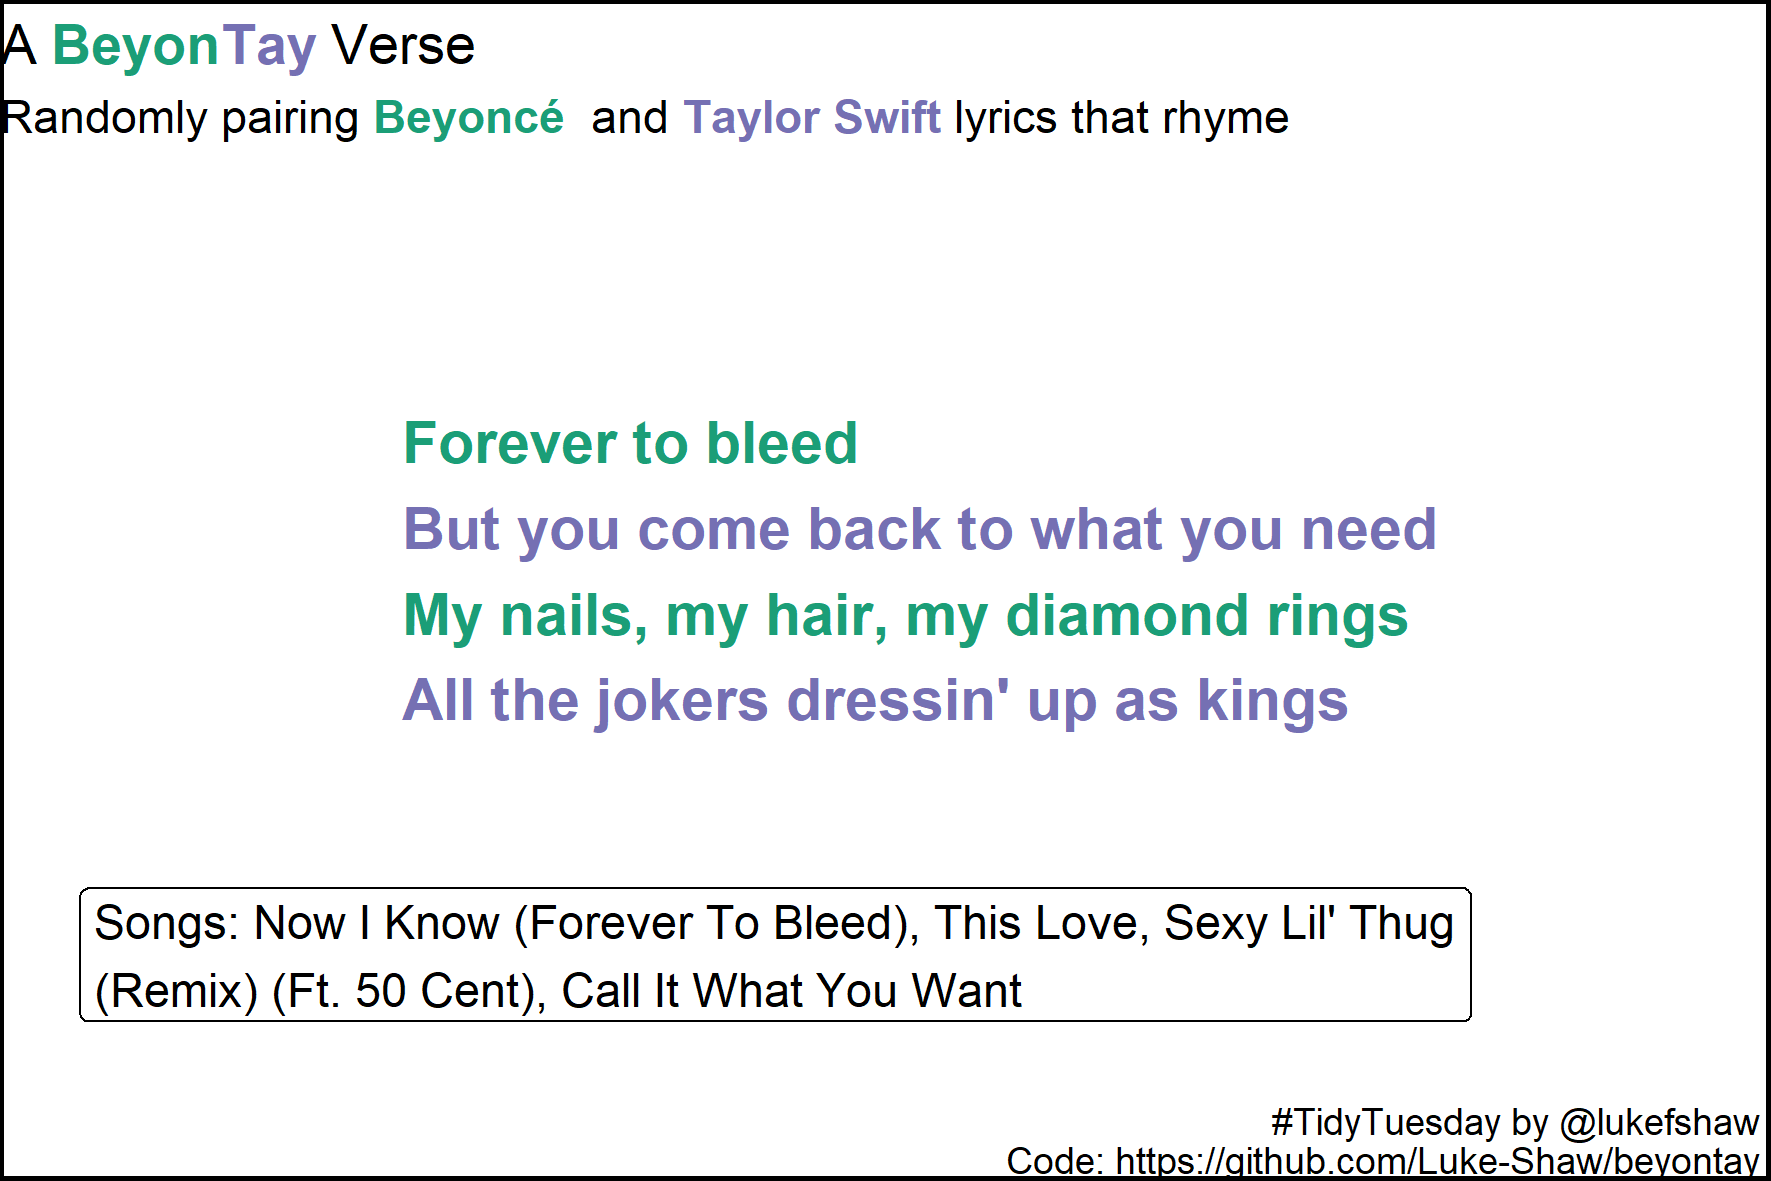 A BeyonTay Verse
Randomly pairing Beyoncé  and Taylor Swift lyrics that rhyme
Forever to bleed
But you come back to what you need
My nails, my hair, my diamond rings
All the jokers dressin' up as kings
Songs: Now I Know (Forever To Bleed), This Love, Sexy Lil' Thug
(Remix) (Ft. 50 Cent), Call It What You Want
#TidyTuesday by @lukefshaw
Code: https://github.com/Luke-Shaw/beyontay